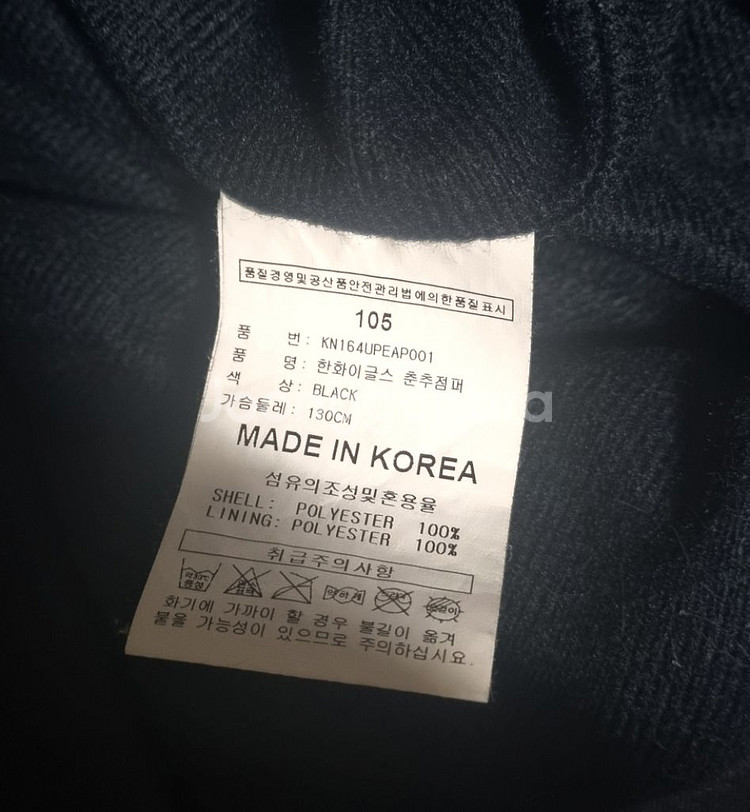 품질경영및공산품안전관리법에의한품질표시
105
품 번: KN164UPEAP001
품 명: 한화이글스 춘추점퍼
색 상: BLACK
가슴둘레: 130CM
MADE IN KOREA
섬유의조성및혼용율
SHELL: POLYESTER 100%
LINING: POLYESTER 100%
취급주의사항
약하게
화기에 가까이 할 경우 불길이 옮겨
붙을 가능성이 있으므로 주의하십시요.